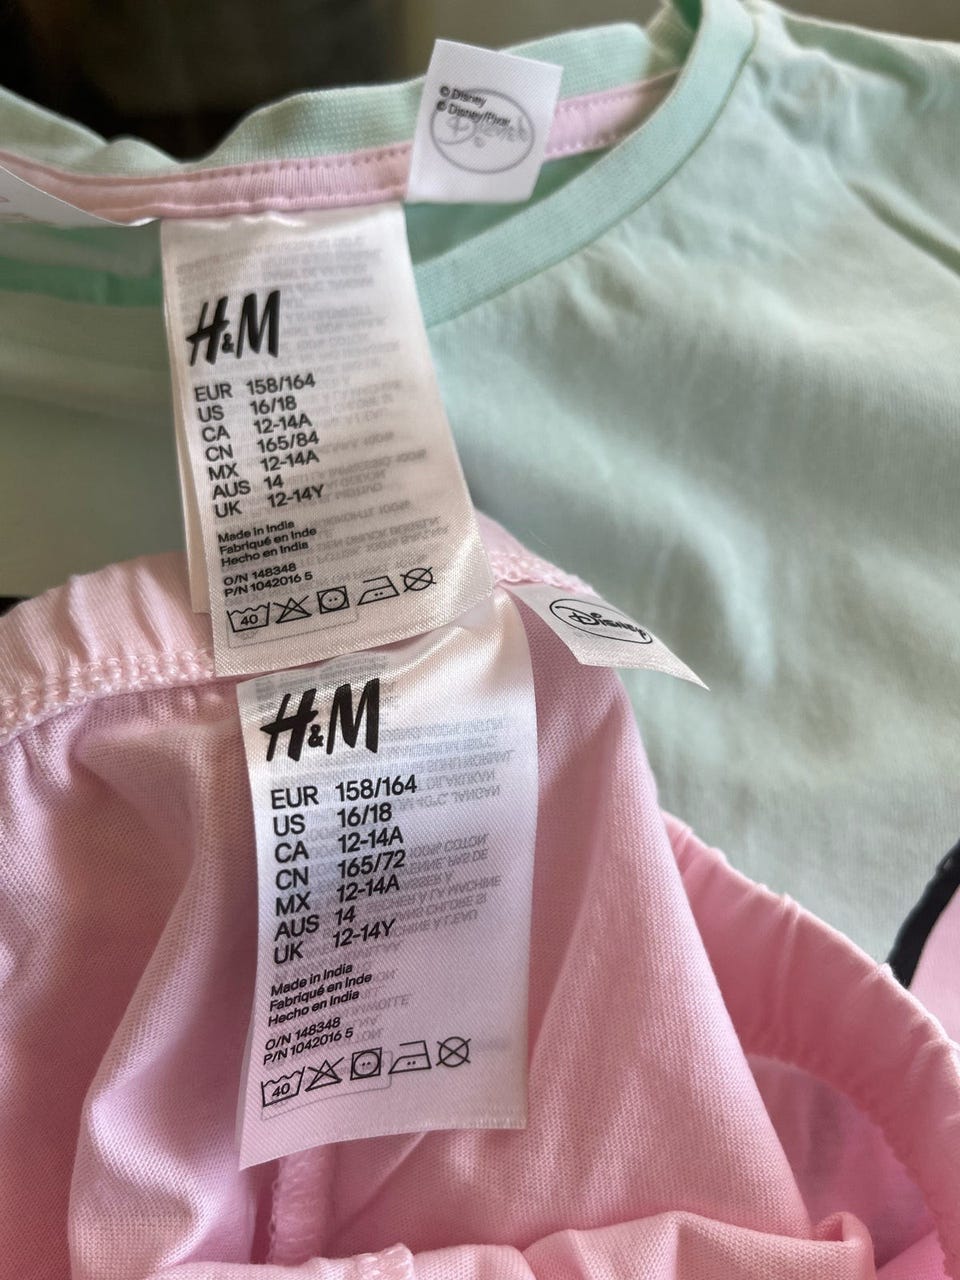 © Disney
© Disney/Pixar
H&M
EUR 158/164
US 16/18
CA 12-14A
CN 165/84
MX 12-14A
AUS 14
UK 12-14Y
Made in India
Fabriqué en Inde
Hecho en India
O/N 148348
P/N 1042016 5
40
Disney
H&M
EUR 158/164
US 16/18
CA 12-14A
CN 165/72
MX 12-14A
AUS 14
UK 12-14Y
Made in India
Fabriqué en Inde
Hecho en India
O/N 148348
P/N 1042016 5
40